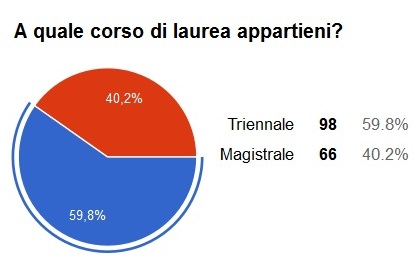 A quale corso di laurea appartieni?
40,2%
59,8%
Triennale 98 59.8%
Magistrale 66 40.2%